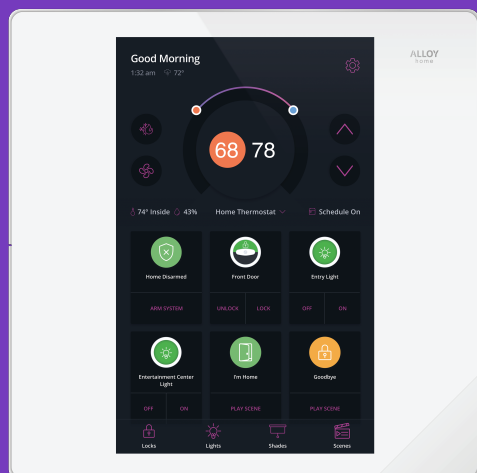 Good Morning
1:32 am 72°
ALLOY
home
68 78
74° Inside 43% Home Thermostat Schedule On
Home Disarmed Front Door Entry Light
ARM SYSTEM UNLOCK LOCK OFF ON
Entertainment Center
Light
I'm Home Goodbye
OFF ON PLAY SCENE PLAY SCENE
Locks Lights Shades Scenes